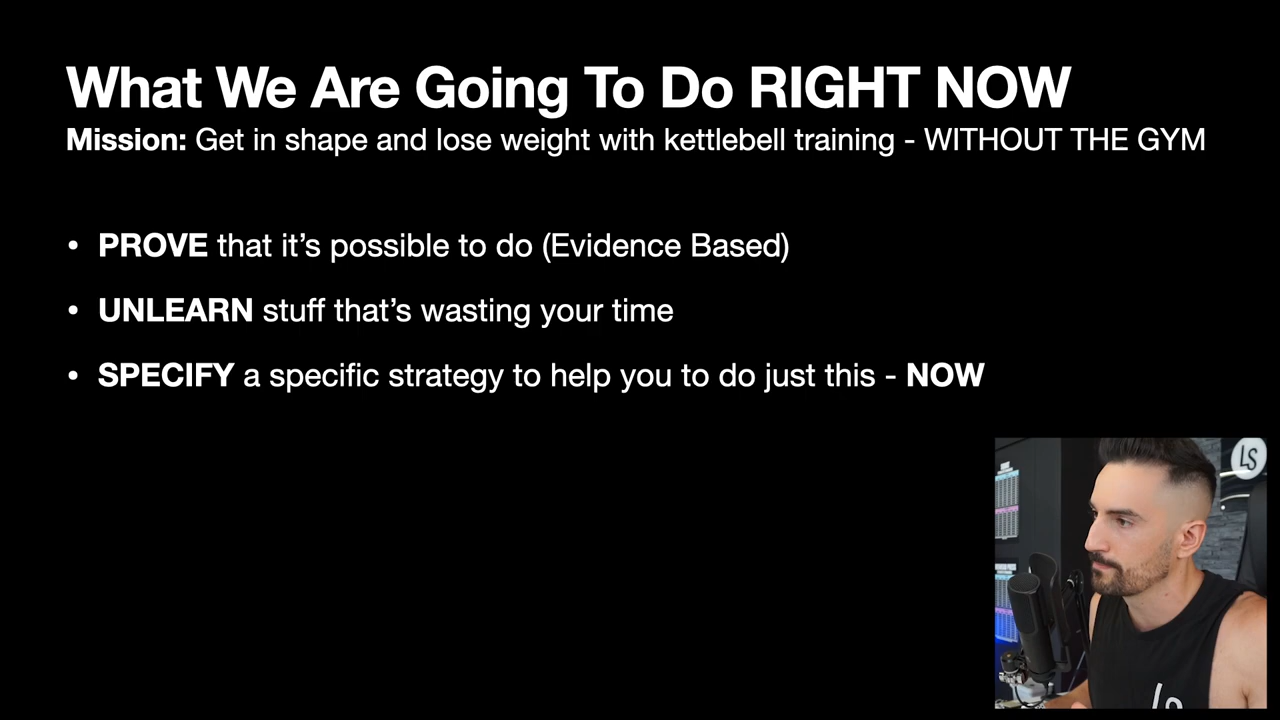 What We Are Going To Do RIGHT NOW
Mission: Get in shape and lose weight with kettlebell training - WITHOUT THE GYM
• PROVE that it’s possible to do (Evidence Based)
• UNLEARN stuff that’s wasting your time
• SPECIFY a specific strategy to help you to do just this - NOW
LS
LS